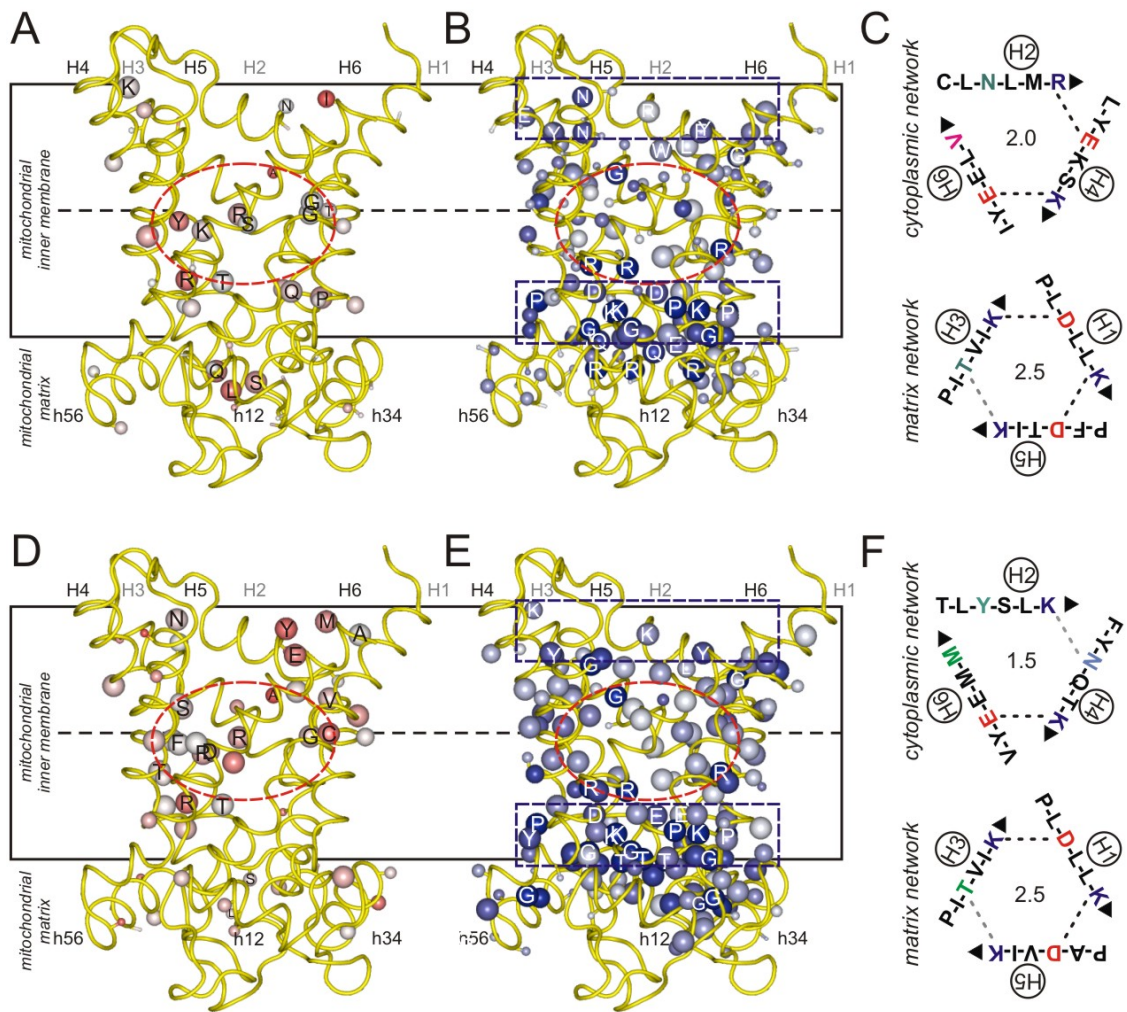 A
H4 H3 H5 H2 H6 H1
mitochondrial
inner membrane
mitochondrial
matrix
K
N
I
A
G
G
T
Y
K
R
S
R
T
Q
P
Q
L
S
h56
h12
h34
B
H4 H3 H5 H2 H6 H1
E
N
Y
N
R
W
L
P
G
G
R
R
R
P
D
D
K
K
P
K
P
G
G
G
Q
Q
E
R
R
R
h56
h12
h34
C
cytoplasmic network
H2
C-L-N-L-M-R
2.0
L-Y-E-K-S-K
H4
I-Y-E-E-L-V
H6
matrix network
H3
P-I-T-V-I-K
P-L-D-L-L-K
H1
2.5
P-F-D-T-I-K
H5
D
H4 H3 H5 H2 H6 H1
mitochondrial
inner membrane
mitochondrial
matrix
N
Y
M
A
E
A
V
S
F
R
R
G
C
T
R
T
S
L
h56
h12
h34
E
H4 H3 H5 H2 H6 H1
K
K
Y
G
Y
G
G
R
R
R
P
Y
D
E
E
K
K
P
K
P
G
T
G
T
T
G
G
G
G
h56
h12
h34
F
cytoplasmic network
H2
T-L-Y-S-L-K
1.5
F-Y-N-Q-T-K
H4
V-Y-E-E-M-M
H6
matrix network
H3
P-I-T-V-I-K
P-L-D-L-L-K
H1
2.5
P-A-D-V-I-K
H5